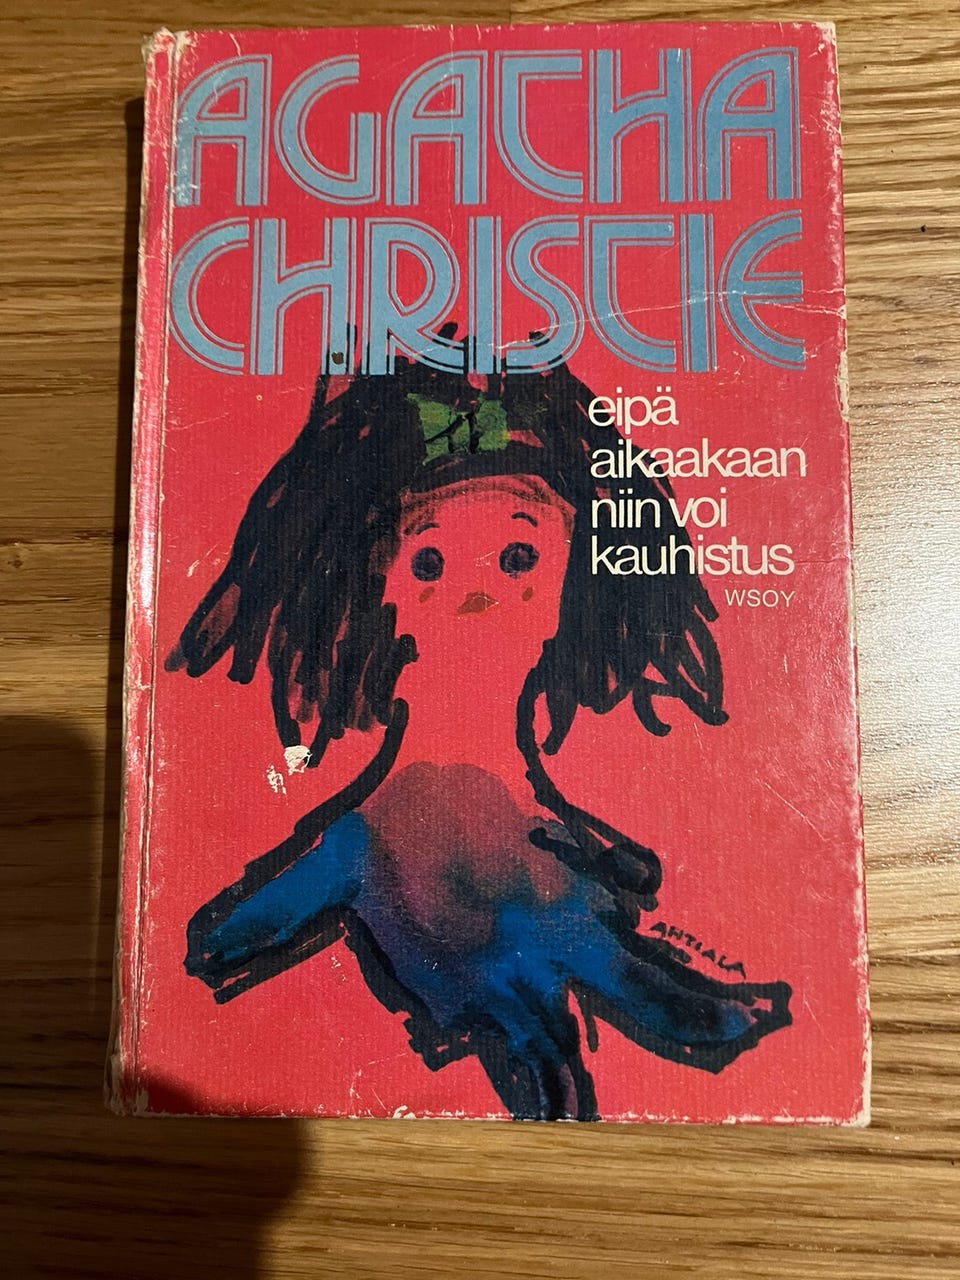 AGATHA
CHRISTIE
eipä
aikaakaan
niin voi
kauhistus
WSOY
AHTIALA